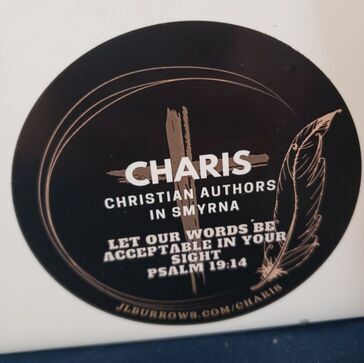 CHARIS
CHRISTIAN AUTHORS
IN SMYRNA
LET OUR WORDS BE
ACCEPTABLE IN YOUR
SIGHT
PSALM 19:14
JLBURROWS.COM/CHARIS